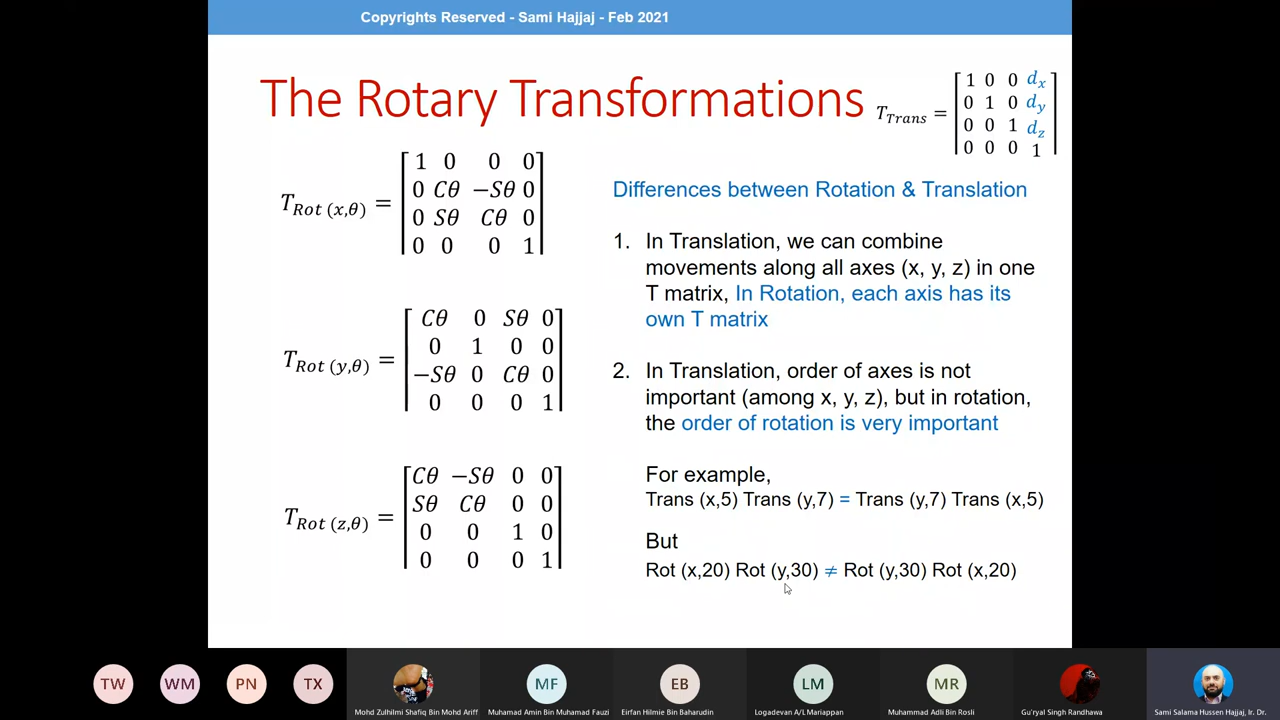 Copyrights Reserved - Sami Hajjaj - Feb 2021
The Rotary Transformations
T_Trans =
1 0 0 d_x
0 1 0 d_y
0 0 1 d_z
0 0 0 1
T_Rot (x,θ) =
1 0 0 0
0 Cθ −Sθ 0
0 Sθ Cθ 0
0 0 0 1
T_Rot (y,θ) =
Cθ 0 Sθ 0
0 1 0 0
−Sθ 0 Cθ 0
0 0 0 1
T_Rot (z,θ) =
Cθ −Sθ 0 0
Sθ Cθ 0 0
0 0 1 0
0 0 0 1
Differences between Rotation & Translation
1. In Translation, we can combine
movements along all axes (x, y, z) in one
T matrix, In Rotation, each axis has its
own T matrix
2. In Translation, order of axes is not
important (among x, y, z), but in rotation,
the order of rotation is very important
For example,
Trans (x,5) Trans (y,7) = Trans (y,7) Trans (x,5)
But
Rot (x,20) Rot (y,30) ≠ Rot (y,30) Rot (x,20)
TW
WM
PN
TX
Mohd Zulhilmi Shafiq Bin Mohd Ariff
MF
Muhamad Amin Bin Muhamad Fauzi
EB
Eirfan Hilmie Bin Baharudin
LM
Logadevan A/L Mariappan
MR
Muhammad Adli Bin Rosli
Gu'ryal Singh Randhawa
Sami Salama Hussen Hajjaj, Ir. Dr.